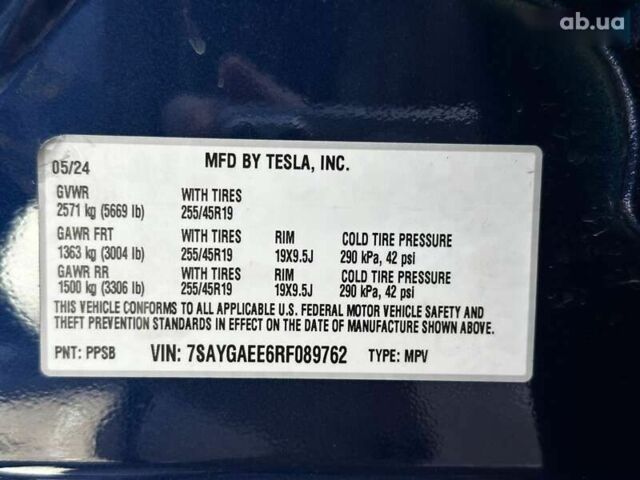 ab.ua
05/24 MFD BY TESLA, INC.
GVWR WITH TIRES
2571 kg (5669 lb) 255/45R19
GAWR FRT WITH TIRES RIM COLD TIRE PRESSURE
1363 kg (3004 lb) 255/45R19 19X9.5J 290 kPa, 42 psi
GAWR RR WITH TIRES RIM COLD TIRE PRESSURE
1500 kg (3306 lb) 255/45R19 19X9.5J 290 kPa, 42 psi
THIS VEHICLE CONFORMS TO ALL APPLICABLE U.S. FEDERAL MOTOR VEHICLE SAFETY AND
THEFT PREVENTION STANDARDS IN EFFECT ON THE DATE OF MANUFACTURE SHOWN ABOVE.
PNT: PPSB VIN: 7SAYGAEE6RF089762 TYPE: MPV